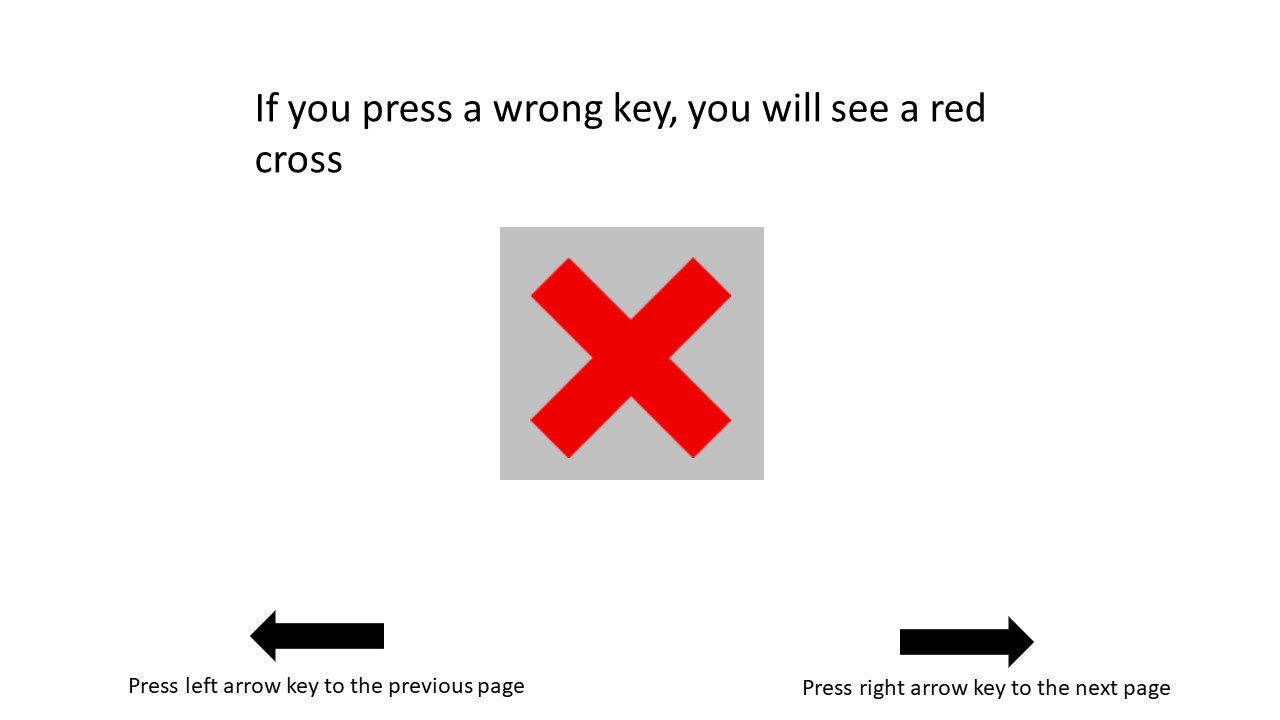 If you press a wrong key, you will see a red
cross
Press left arrow key to the previous page
Press right arrow key to the next page